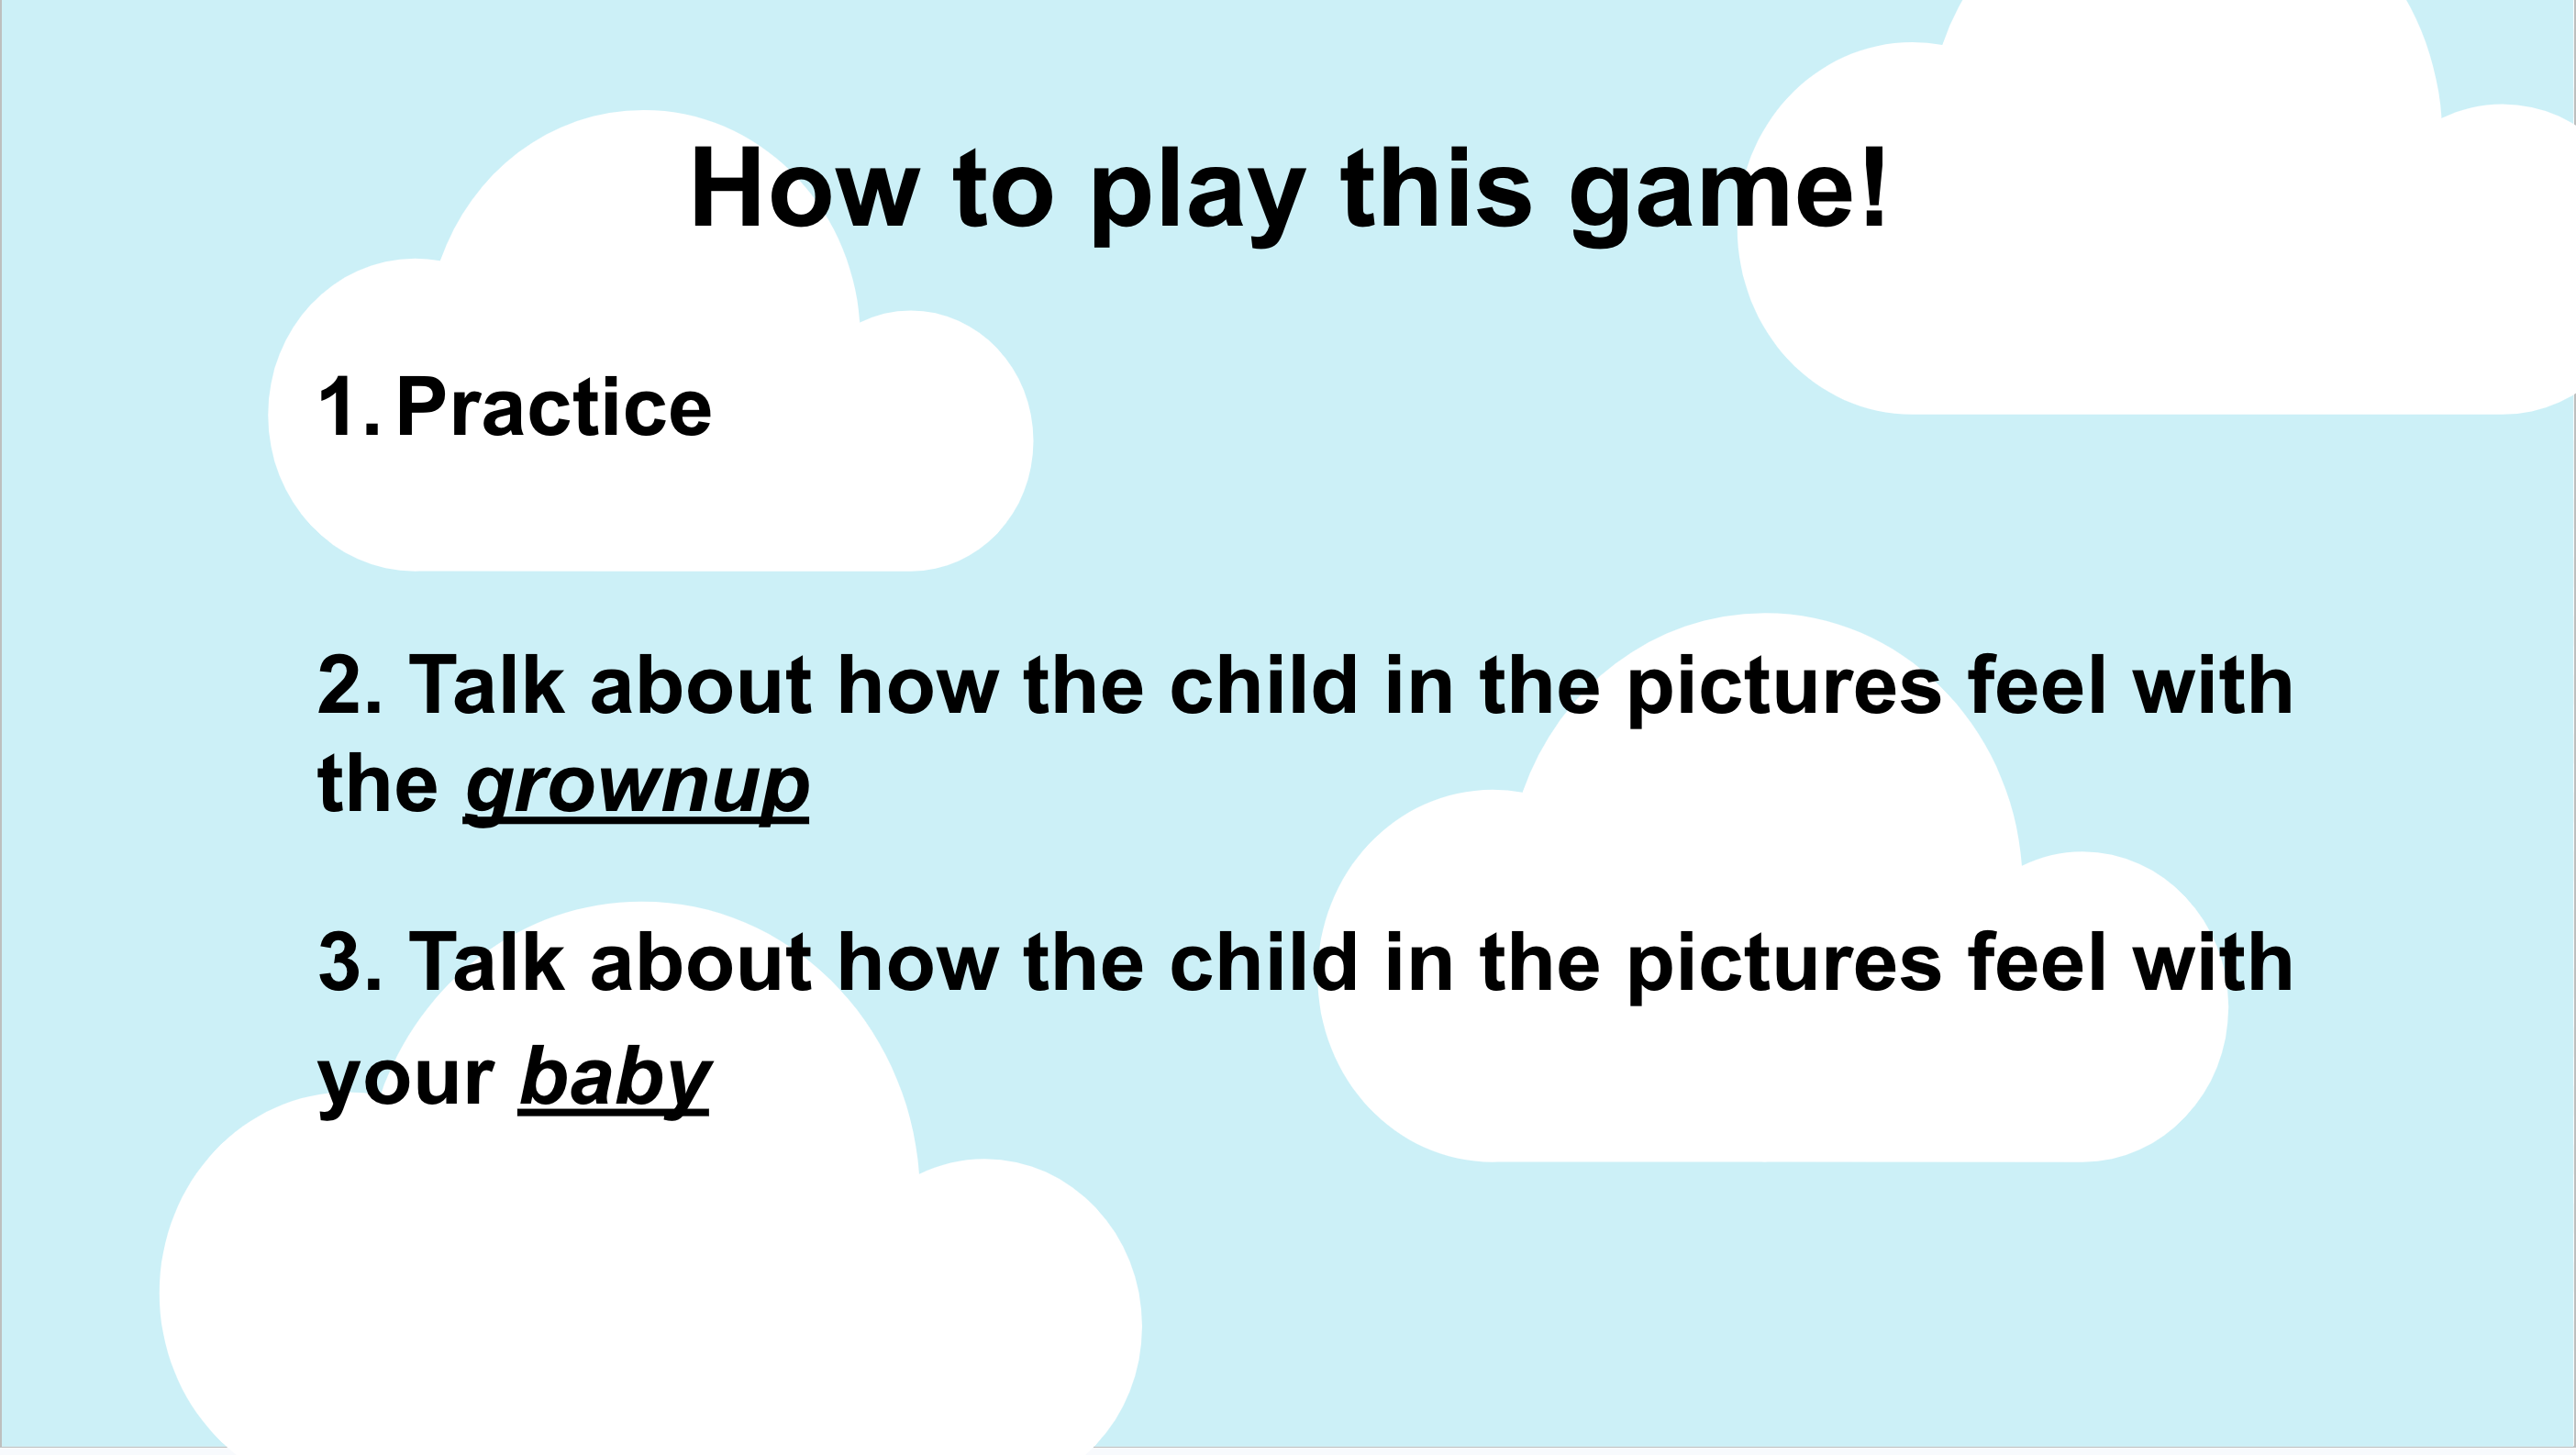 How to play this game!
1. Practice
2. Talk about how the child in the pictures feel with
the grownup
3. Talk about how the child in the pictures feel with
your baby